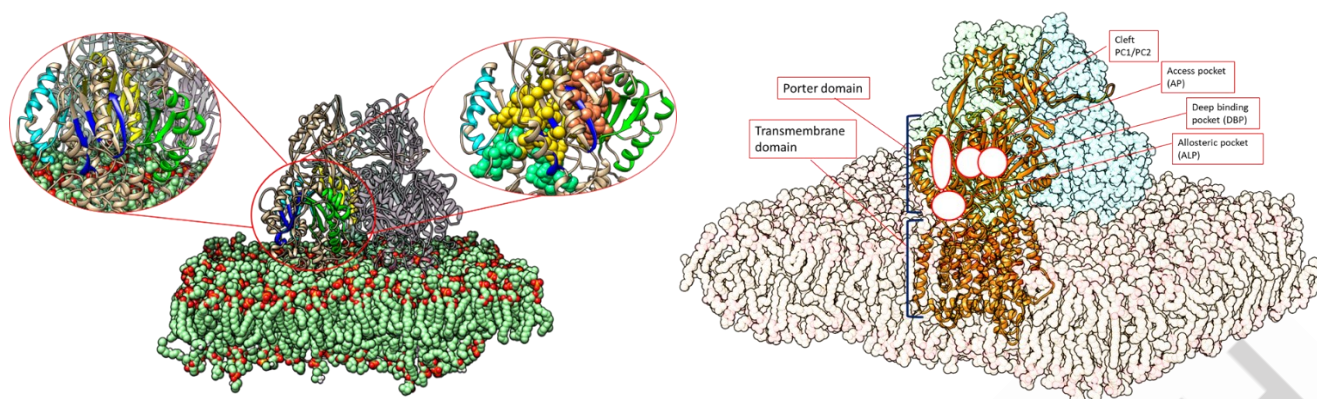 Cleft
PC1/PC2
Access pocket
(AP)
Porter domain
Deep binding
pocket (DBP)
Transmembrane
domain
Allosteric pocket
(ALP)